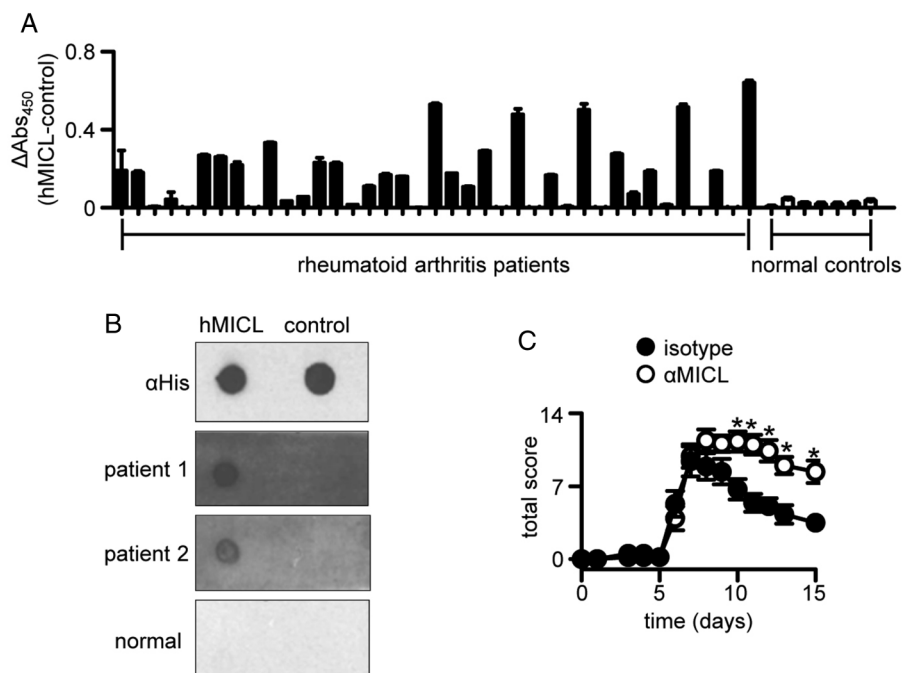 A
0.8
0.4
0
ΔAbs450
(hMICL-control)
rheumatoid arthritis patients
normal controls
B
hMICL control
αHis
patient 1
patient 2
normal
C
isotype
αMICL
14
7
0
total score
* * * * *
0 5 10 15
time (days)